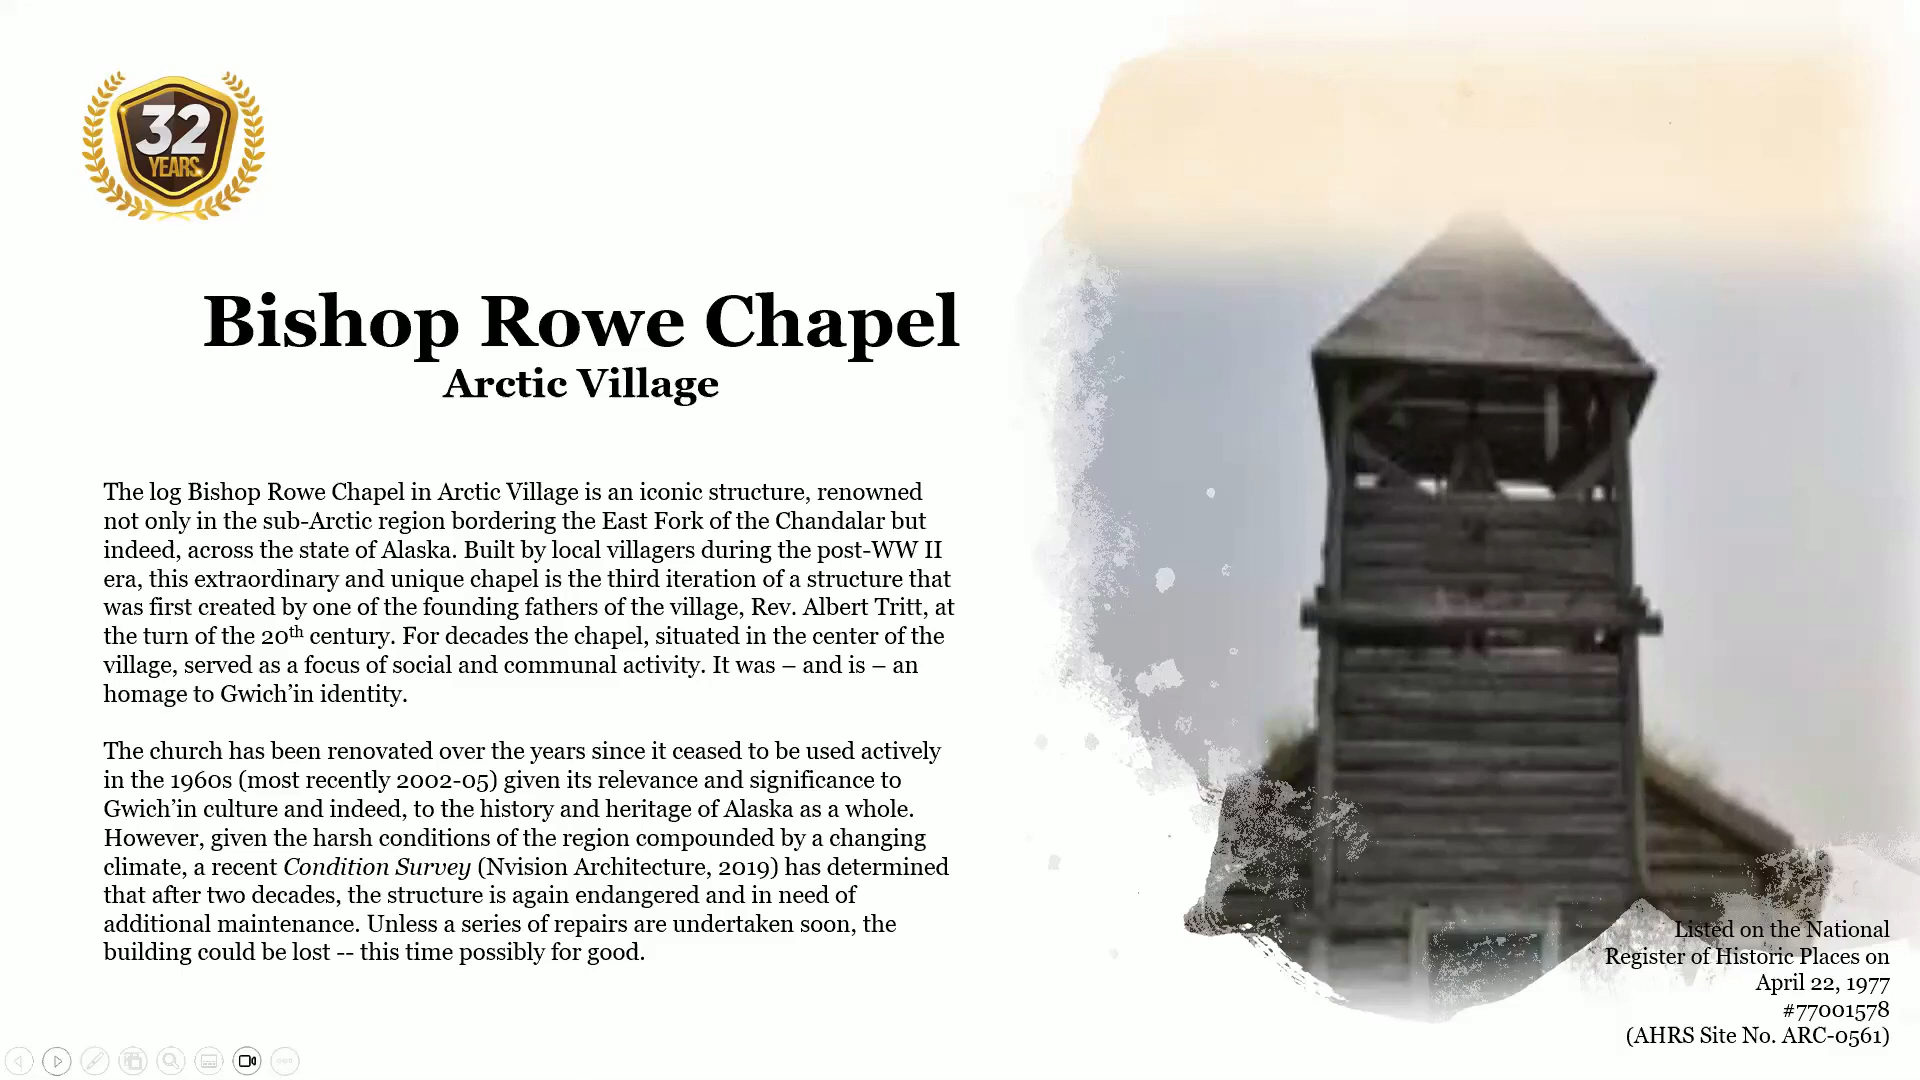 32
YEARS
Bishop Rowe Chapel
Arctic Village
The log Bishop Rowe Chapel in Arctic Village is an iconic structure, renowned
not only in the sub-Arctic region bordering the East Fork of the Chandalar but
indeed, across the state of Alaska. Built by local villagers during the post-WW II
era, this extraordinary and unique chapel is the third iteration of a structure that
was first created by one of the founding fathers of the village, Rev. Albert Tritt, at
the turn of the 20th century. For decades the chapel, situated in the center of the
village, served as a focus of social and communal activity. It was – and is – an
homage to Gwich’in identity.
The church has been renovated over the years since it ceased to be used actively
in the 1960s (most recently 2002-05) given its relevance and significance to
Gwich’in culture and indeed, to the history and heritage of Alaska as a whole.
However, given the harsh conditions of the region compounded by a changing
climate, a recent Condition Survey (Nvision Architecture, 2019) has determined
that after two decades, the structure is again endangered and in need of
additional maintenance. Unless a series of repairs are undertaken soon, the
building could be lost -- this time possibly for good.
Listed on the National
Register of Historic Places on
April 22, 1977
#77001578
(AHRS Site No. ARC-0561)